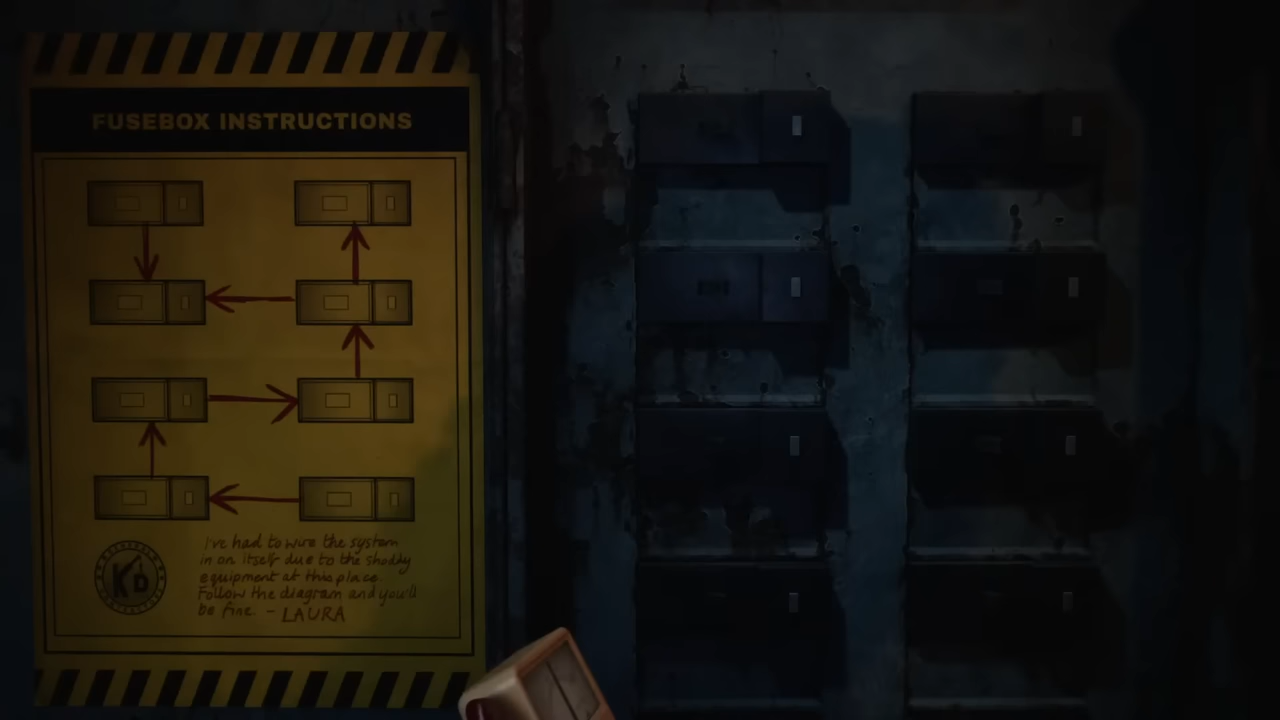 FUSEBOX INSTRUCTIONS
I've had to wire the system
in on itself due to the shoddy
equipment at this place.
Follow the diagram and you'll
be fine. - LAURA
KD